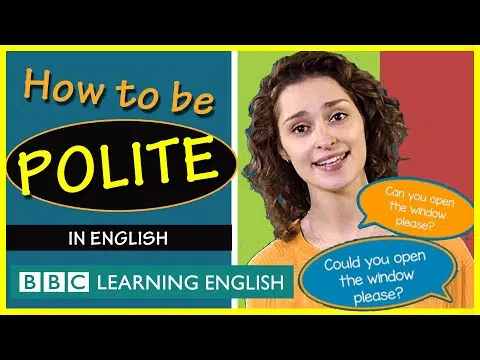 How to be
POLITE
IN ENGLISH
BBC LEARNING ENGLISH
Can you open
the window
please?
Could you open
the window
please?